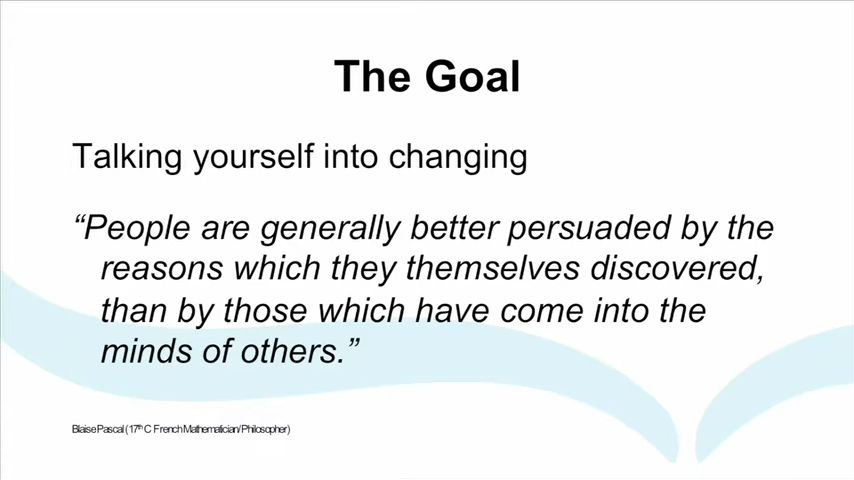 The Goal
Talking yourself into changing
“People are generally better persuaded by the
reasons which they themselves discovered,
than by those which have come into the
minds of others.”
Blaise Pascal (17th C French Mathematician/Philosopher)